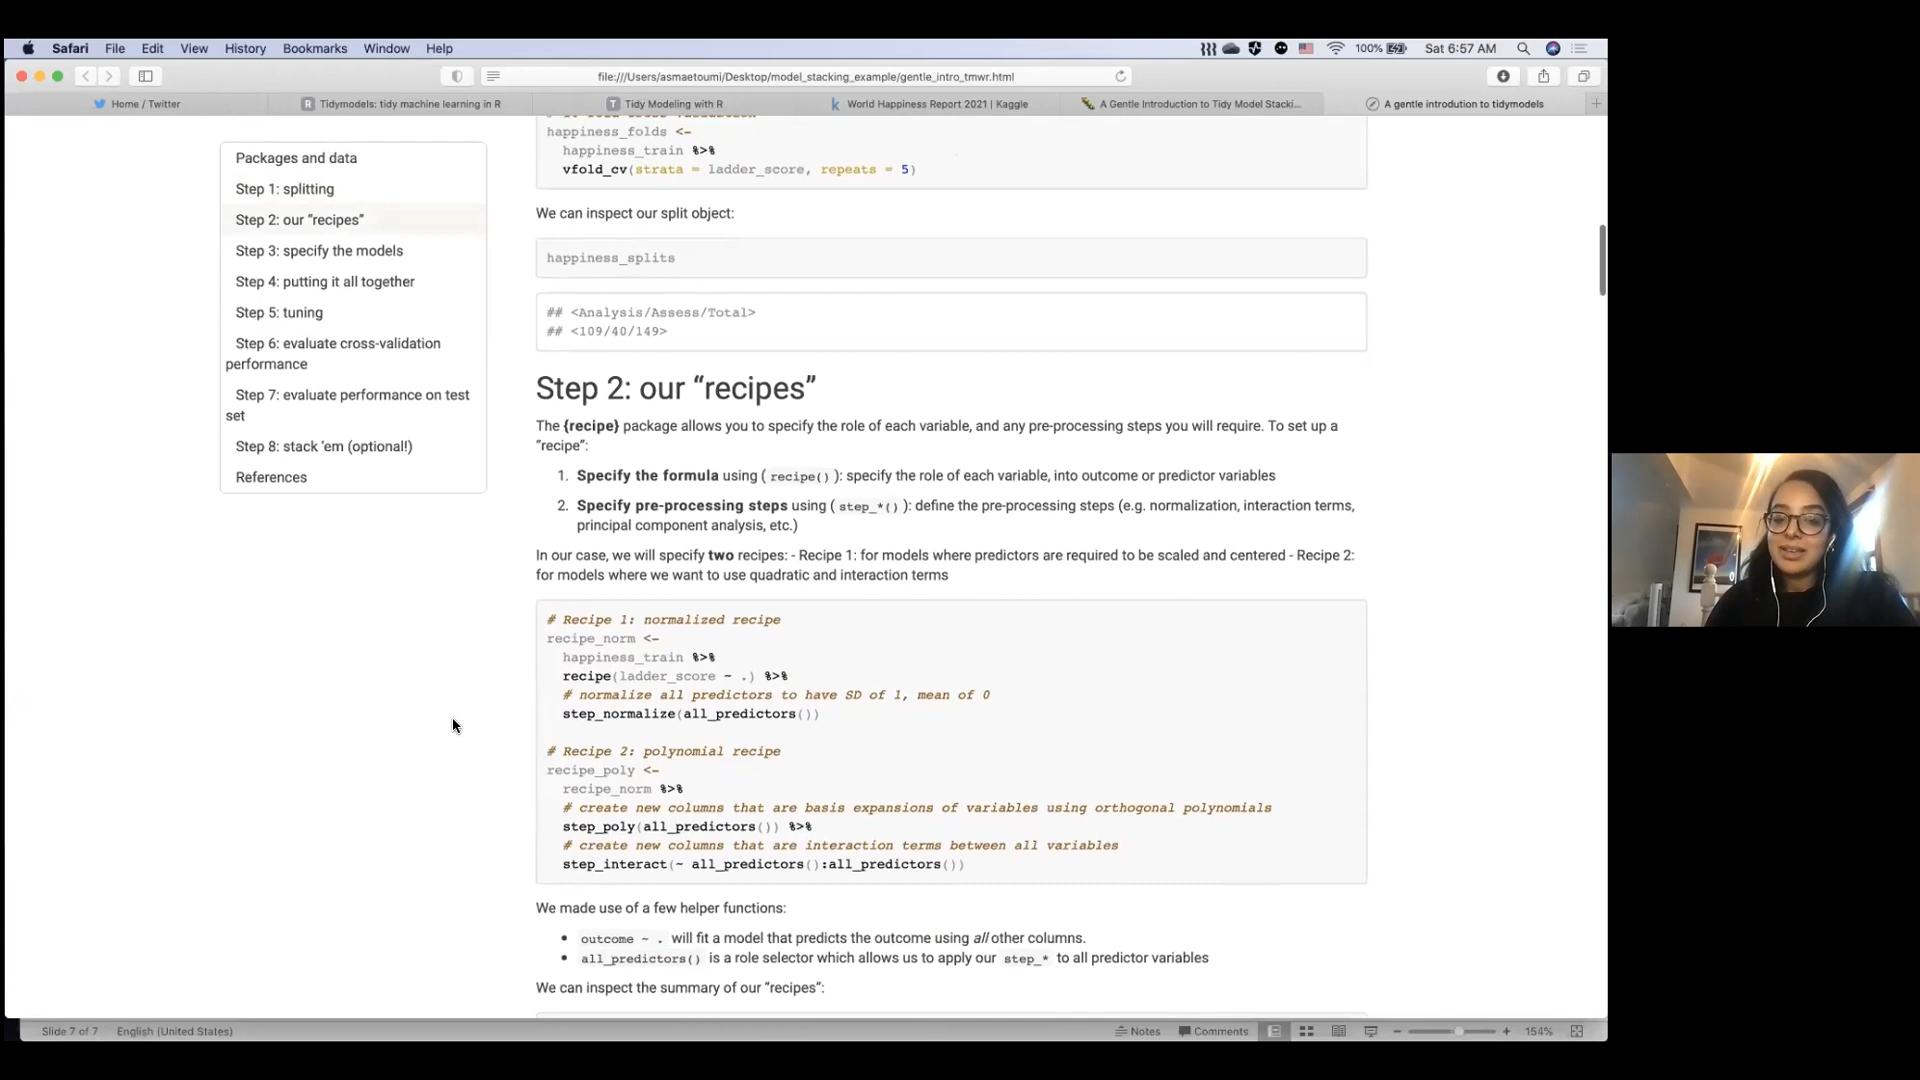 Safari File Edit View History Bookmarks Window Help 100% Sat 6:57 AM
file:///Users/asmaetoumi/Desktop/model_stacking_example/gentle_intro_tmwr.html
Home / Twitter R Tidymodels: tidy machine learning in R T Tidy Modeling with R k World Happiness Report 2021 | Kaggle A Gentle Introduction to Tidy Model Stacki... A gentle introdution to tidymodels
Packages and data
Step 1: splitting
Step 2: our “recipes”
Step 3: specify the models
Step 4: putting it all together
Step 5: tuning
Step 6: evaluate cross-validation
performance
Step 7: evaluate performance on test
set
Step 8: stack ’em (optional!)
References
happiness_folds <-
happiness_train %>%
vfold_cv(strata = ladder_score, repeats = 5)
We can inspect our split object:
happiness_splits
## <Analysis/Assess/Total>
## <109/40/149>
Step 2: our “recipes”
The {recipe} package allows you to specify the role of each variable, and any pre-processing steps you will require. To set up a
“recipe”:
1. Specify the formula using ( recipe() ): specify the role of each variable, into outcome or predictor variables
2. Specify pre-processing steps using ( step_*() ): define the pre-processing steps (e.g. normalization, interaction terms,
principal component analysis, etc.)
In our case, we will specify two recipes: - Recipe 1: for models where predictors are required to be scaled and centered - Recipe 2:
for models where we want to use quadratic and interaction terms
# Recipe 1: normalized recipe
recipe_norm <-
happiness_train %>%
recipe(ladder_score ~ .) %>%
# normalize all predictors to have SD of 1, mean of 0
step_normalize(all_predictors())
# Recipe 2: polynomial recipe
recipe_poly <-
recipe_norm %>%
# create new columns that are basis expansions of variables using orthogonal polynomials
step_poly(all_predictors()) %>%
# create new columns that are interaction terms between all variables
step_interact(~ all_predictors():all_predictors())
We made use of a few helper functions:
• outcome ~ . will fit a model that predicts the outcome using all other columns.
• all_predictors() is a role selector which allows us to apply our step_* to all predictor variables
We can inspect the summary of our “recipes”:
Slide 7 of 7 English (United States) Notes Comments 154%